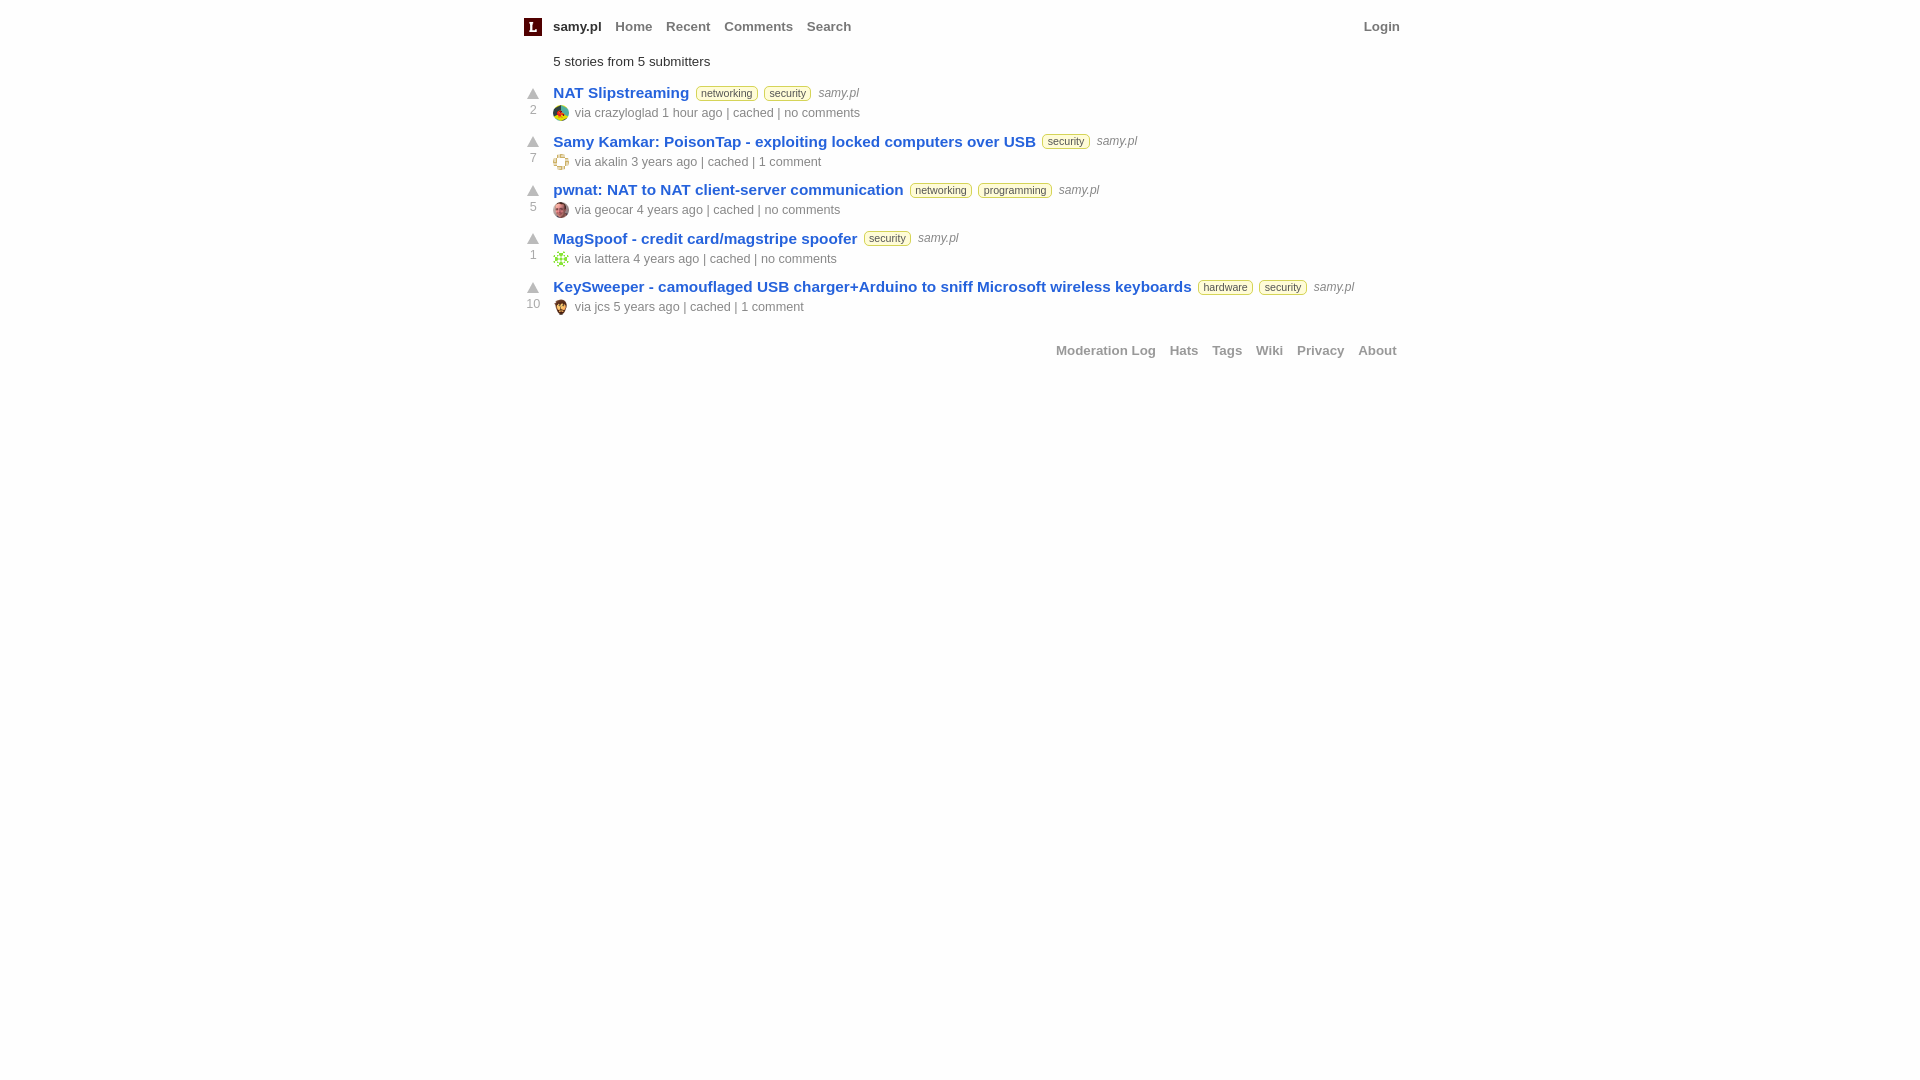 L samy.pl Home Recent Comments Search Login
5 stories from 5 submitters
NAT Slipstreaming networking security samy.pl
2 via crazyloglad 1 hour ago | cached | no comments
Samy Kamkar: PoisonTap - exploiting locked computers over USB security samy.pl
7 via akalin 3 years ago | cached | 1 comment
pwnat: NAT to NAT client-server communication networking programming samy.pl
5 via geocar 4 years ago | cached | no comments
MagSpoof - credit card/magstripe spoofer security samy.pl
1 via lattera 4 years ago | cached | no comments
KeySweeper - camouflaged USB charger+Arduino to sniff Microsoft wireless keyboards hardware security samy.pl
10 via jcs 5 years ago | cached | 1 comment
Moderation Log Hats Tags Wiki Privacy About